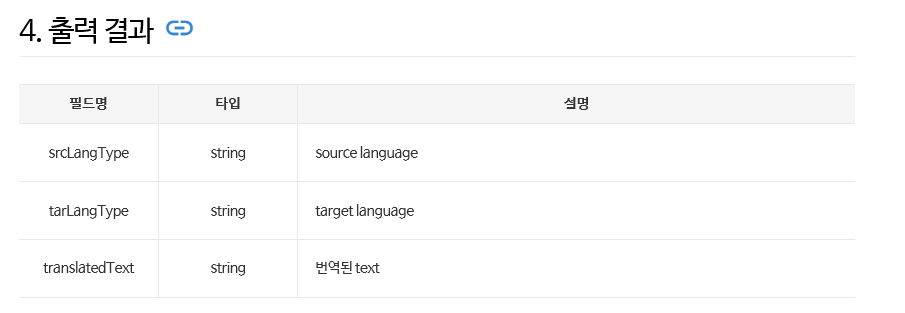 4. 출력 결과
필드명 타입 설명
srcLangType string source language
tarLangType string target language
translatedText string 번역된 text